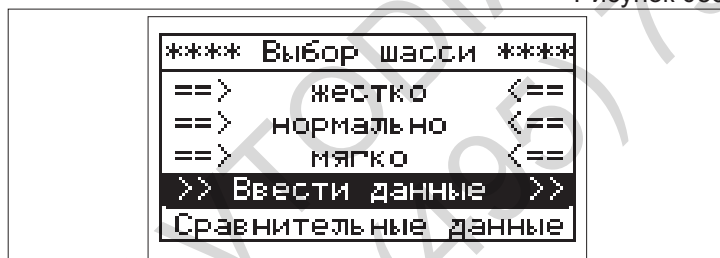 **** Выбор шасси ****
==> жестко <==
==> нормально <==
==> мягко <==
>> Ввести данные >>
Сравнительные данные